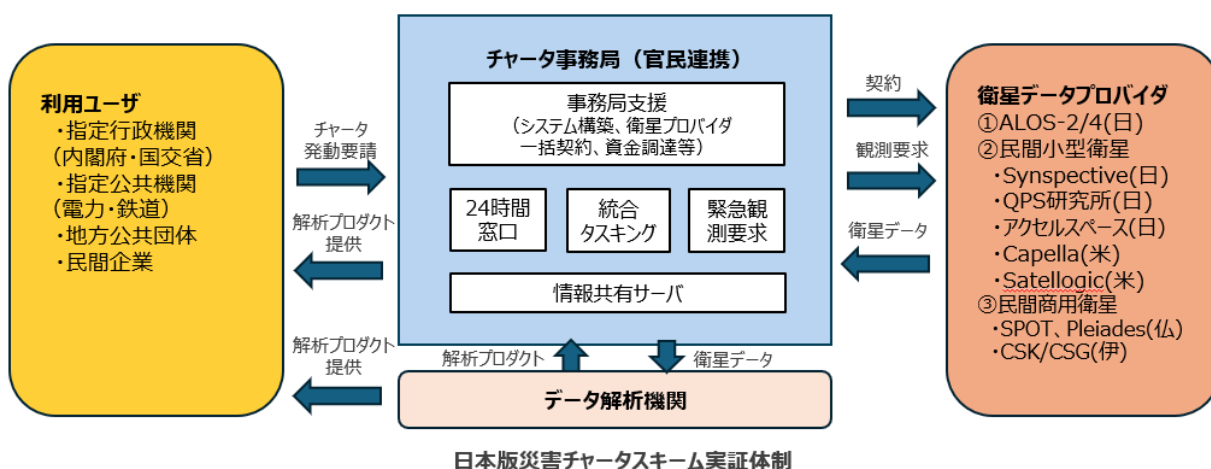 利用ユーザ
・指定行政機関
(内閣府・国交省)
・指定公共機関
(電力・鉄道)
・地方公共団体
・民間企業
チャータ
発動要請
解析プロダクト
提供
解析プロダクト
提供
チャータ事務局（官民連携）
事務局支援
（システム構築、衛星プロバイダ
一括契約、資金調達等）
24時間
窓口
統合
タスキング
緊急観
測要求
情報共有サーバ
解析プロダクト
衛星データ
データ解析機関
契約
観測要求
衛星データ
衛星データプロバイダ
①ALOS-2/4(日)
②民間小型衛星
・Synspective(日)
・QPS研究所(日)
・アクセルスペース(日)
・Capella(米)
・Satellogic(米)
③民間商用衛星
・SPOT、Pleiades(仏)
・CSK/CSG(伊)
日本版災害チャータスキーム実証体制